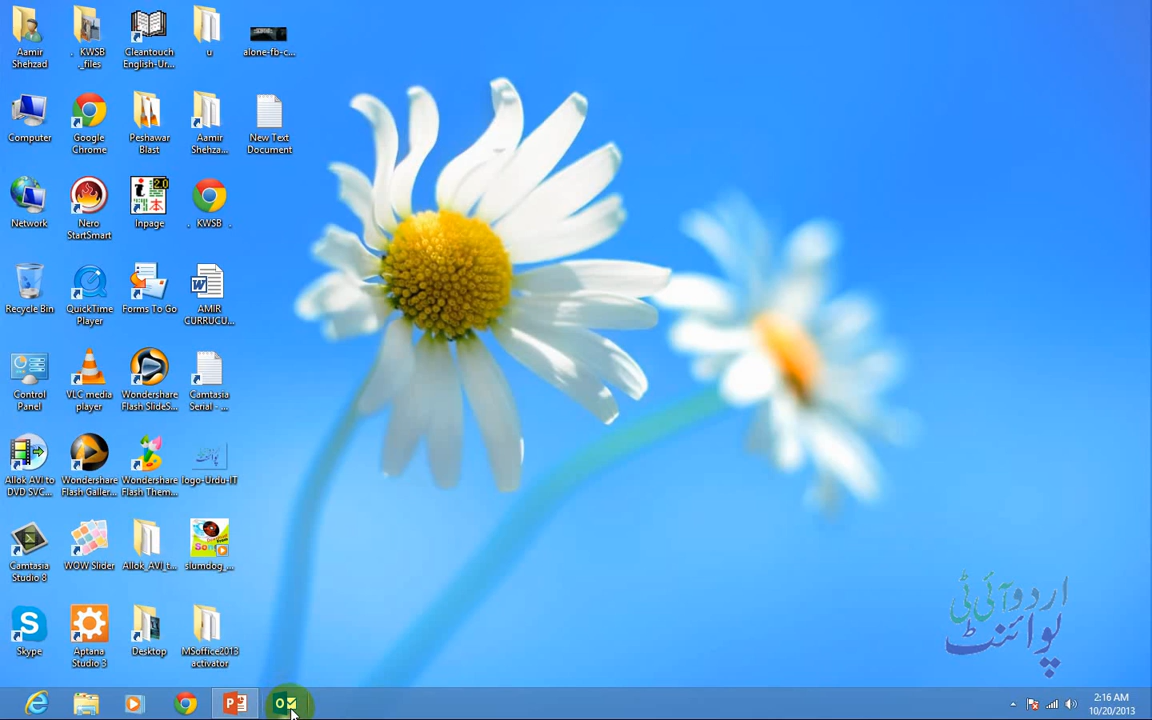 Aamir
Shehzad
. KWSB
._files
Cleantouch
English-Ur...
u
alone-fb-c...
Computer
Google
Chrome
Peshawar
Blast
Aamir
Shehza...
New Text
Document
Network
Nero
StartSmart
Inpage
. KWSB .
Recycle Bin
QuickTime
Player
Forms To Go
AMIR
CURRUCU...
Control
Panel
VLC media
player
Wondershare
Flash SlideS...
Camtasia
Serial - ...
Allok AVI to
DVD SVC...
Wondershare
Flash Galler...
Wondershare
Flash Them...
logo-Urdu-IT
Camtasia
Studio 8
WOW Slider
Allok_AVI_t...
slumdog_...
Skype
Aptana
Studio 3
Desktop
MSoffice2013
activator
اردو آئی ٹی
پوائنٹ
2:16 AM
10/20/2013